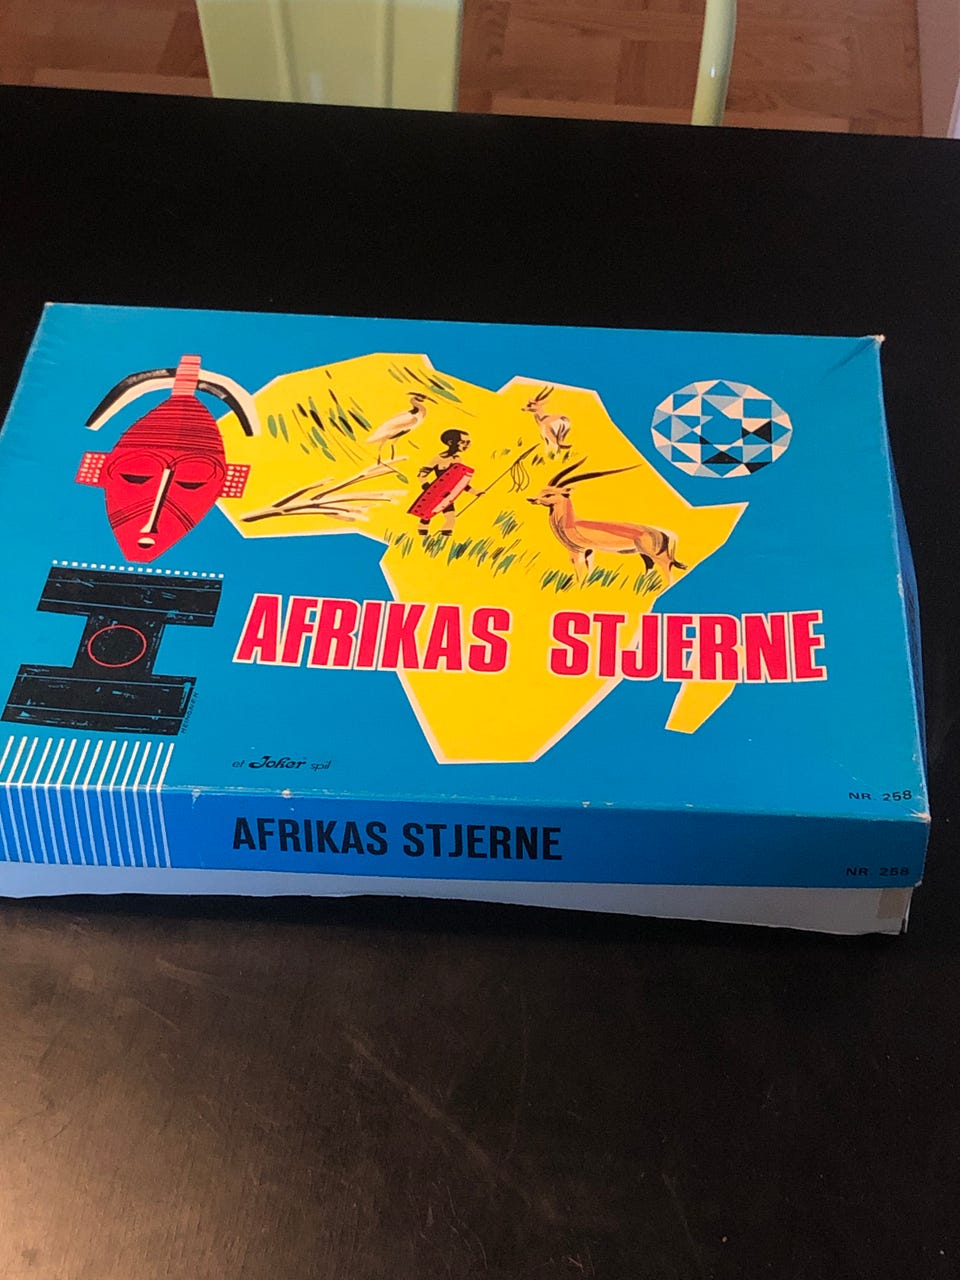 AFRIKAS STJERNE
et Joker spil
NR. 258
AFRIKAS STJERNE
NR. 258